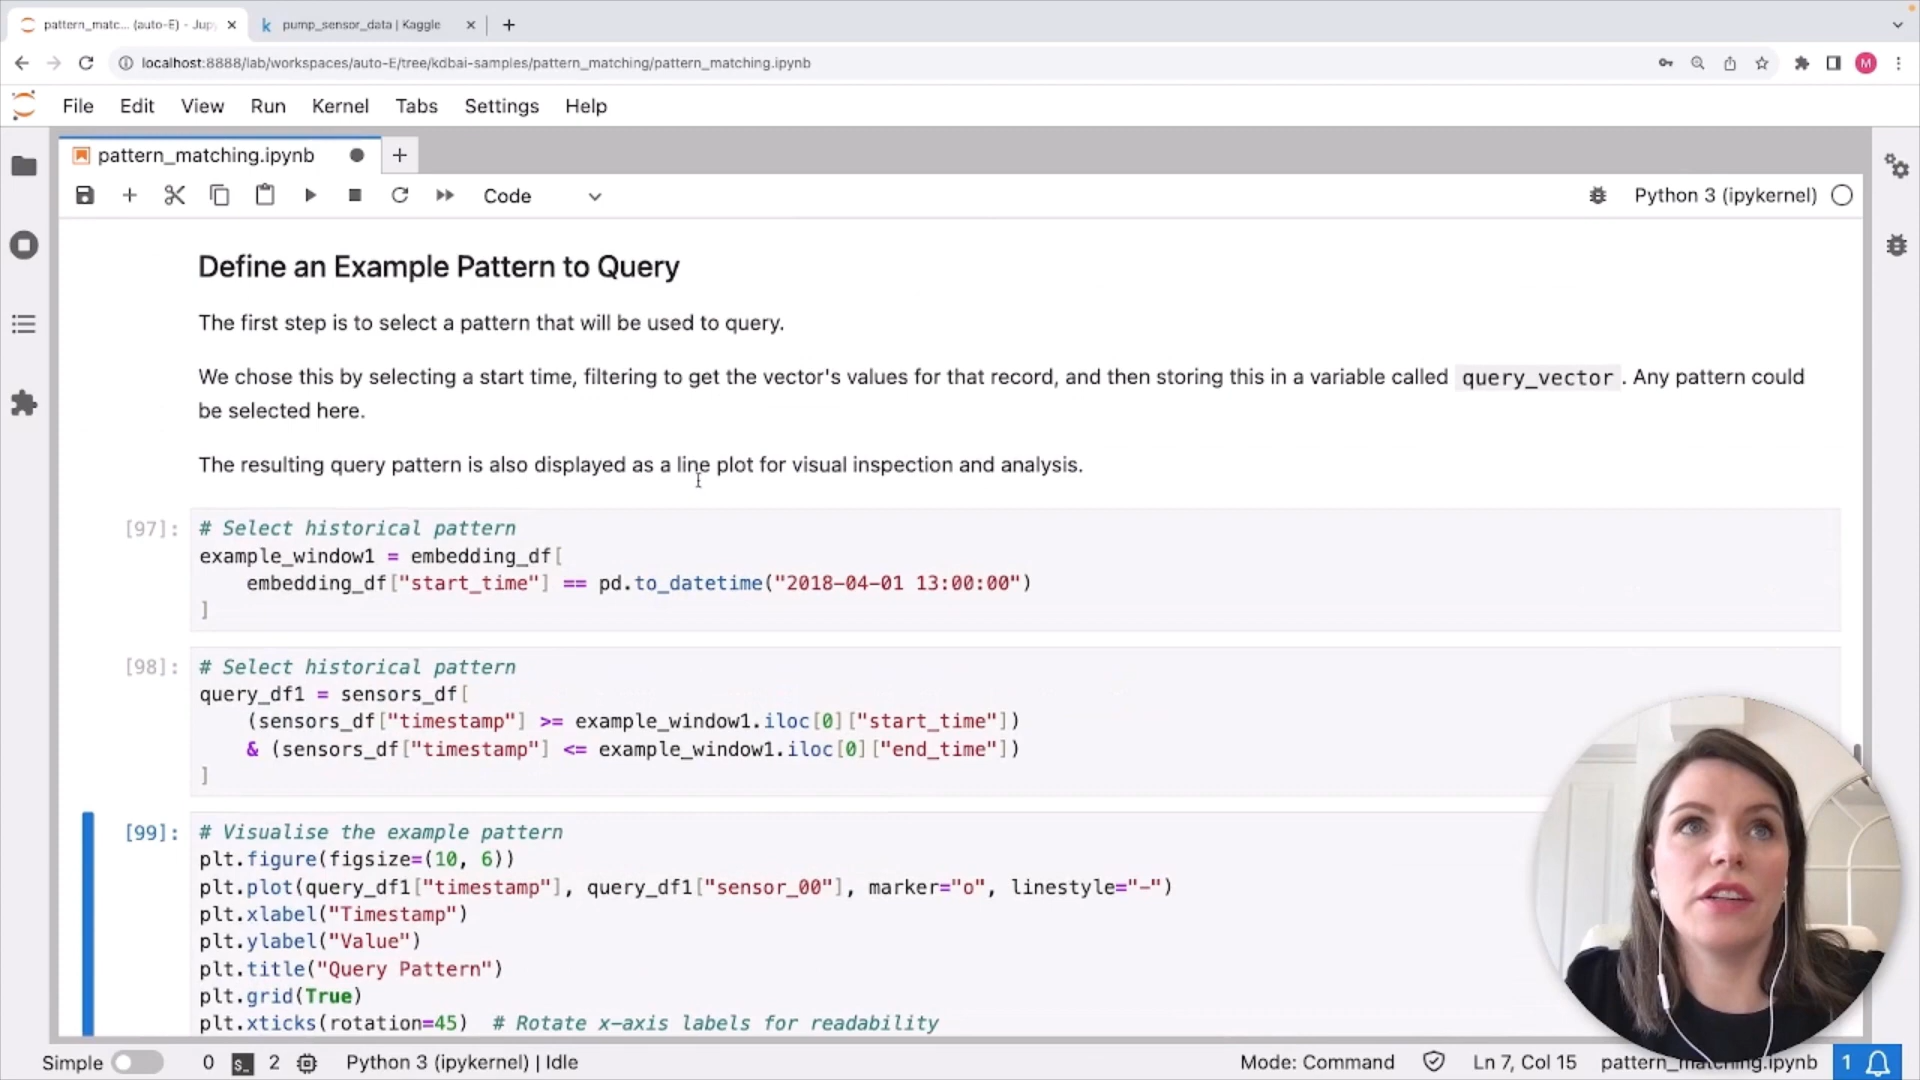 pattern_matc... (auto-E) - Jup
pump_sensor_data | Kaggle
localhost:8888/lab/workspaces/auto-E/tree/kdbai-samples/pattern_matching/pattern_matching.ipynb
M
File Edit View Run Kernel Tabs Settings Help
pattern_matching.ipynb
Code
Python 3 (ipykernel)
Define an Example Pattern to Query
The first step is to select a pattern that will be used to query.
We chose this by selecting a start time, filtering to get the vector's values for that record, and then storing this in a variable called query_vector . Any pattern could
be selected here.
The resulting query pattern is also displayed as a line plot for visual inspection and analysis.
[97]: # Select historical pattern
example_window1 = embedding_df[
embedding_df["start_time"] == pd.to_datetime("2018-04-01 13:00:00")
]
[98]: # Select historical pattern
query_df1 = sensors_df[
(sensors_df["timestamp"] >= example_window1.iloc[0]["start_time"])
& (sensors_df["timestamp"] <= example_window1.iloc[0]["end_time"])
]
[99]: # Visualise the example pattern
plt.figure(figsize=(10, 6))
plt.plot(query_df1["timestamp"], query_df1["sensor_00"], marker="o", linestyle="-")
plt.xlabel("Timestamp")
plt.ylabel("Value")
plt.title("Query Pattern")
plt.grid(True)
plt.xticks(rotation=45)  # Rotate x-axis labels for readability
Simple 0 $_ 2 Python 3 (ipykernel) | Idle Mode: Command Ln 7, Col 15 pattern_matching.ipynb 1